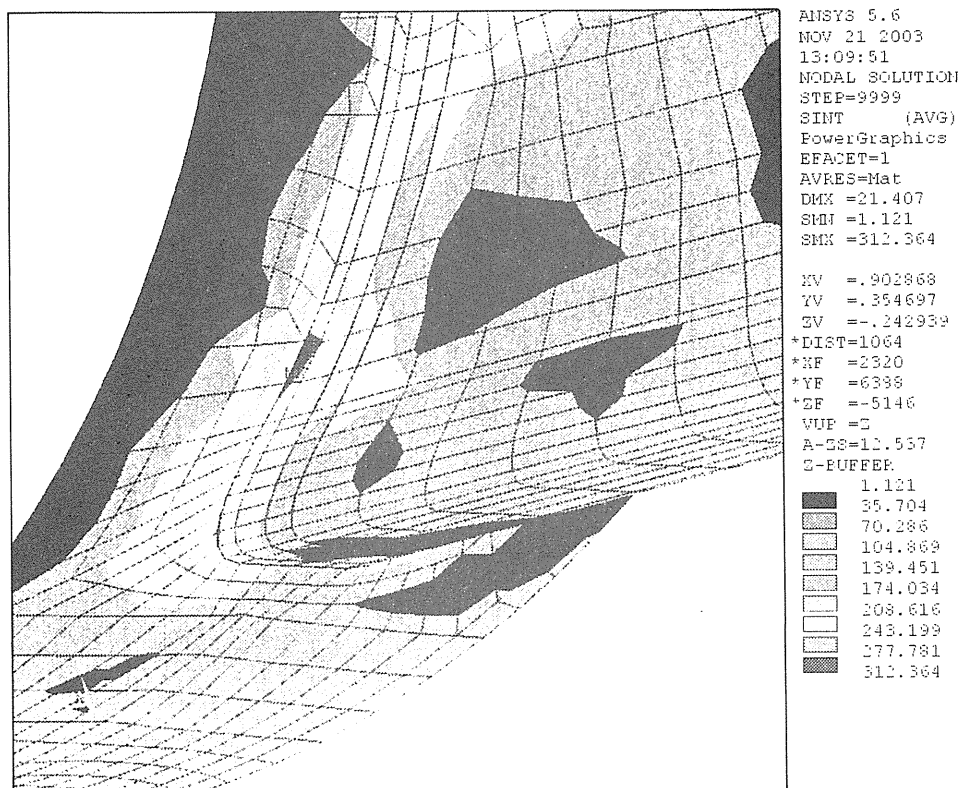 ANSYS 5.6
NOV 21 2003
13:09:51
NODAL SOLUTION
STEP=9999
SINT (AVG)
PowerGraphics
EFACET=1
AVRES=Mat
DMX =21.407
SMN =1.121
SMX =312.364
XV =.902868
YV =.354697
ZV =-.242939
*DIST=1064
*XF =2320
*YF =6398
*ZF =-5146
VUP =Z
A-ZS=12.537
Z-BUFFER
1.121
35.704
70.286
104.869
139.451
174.034
208.616
243.199
277.781
312.364